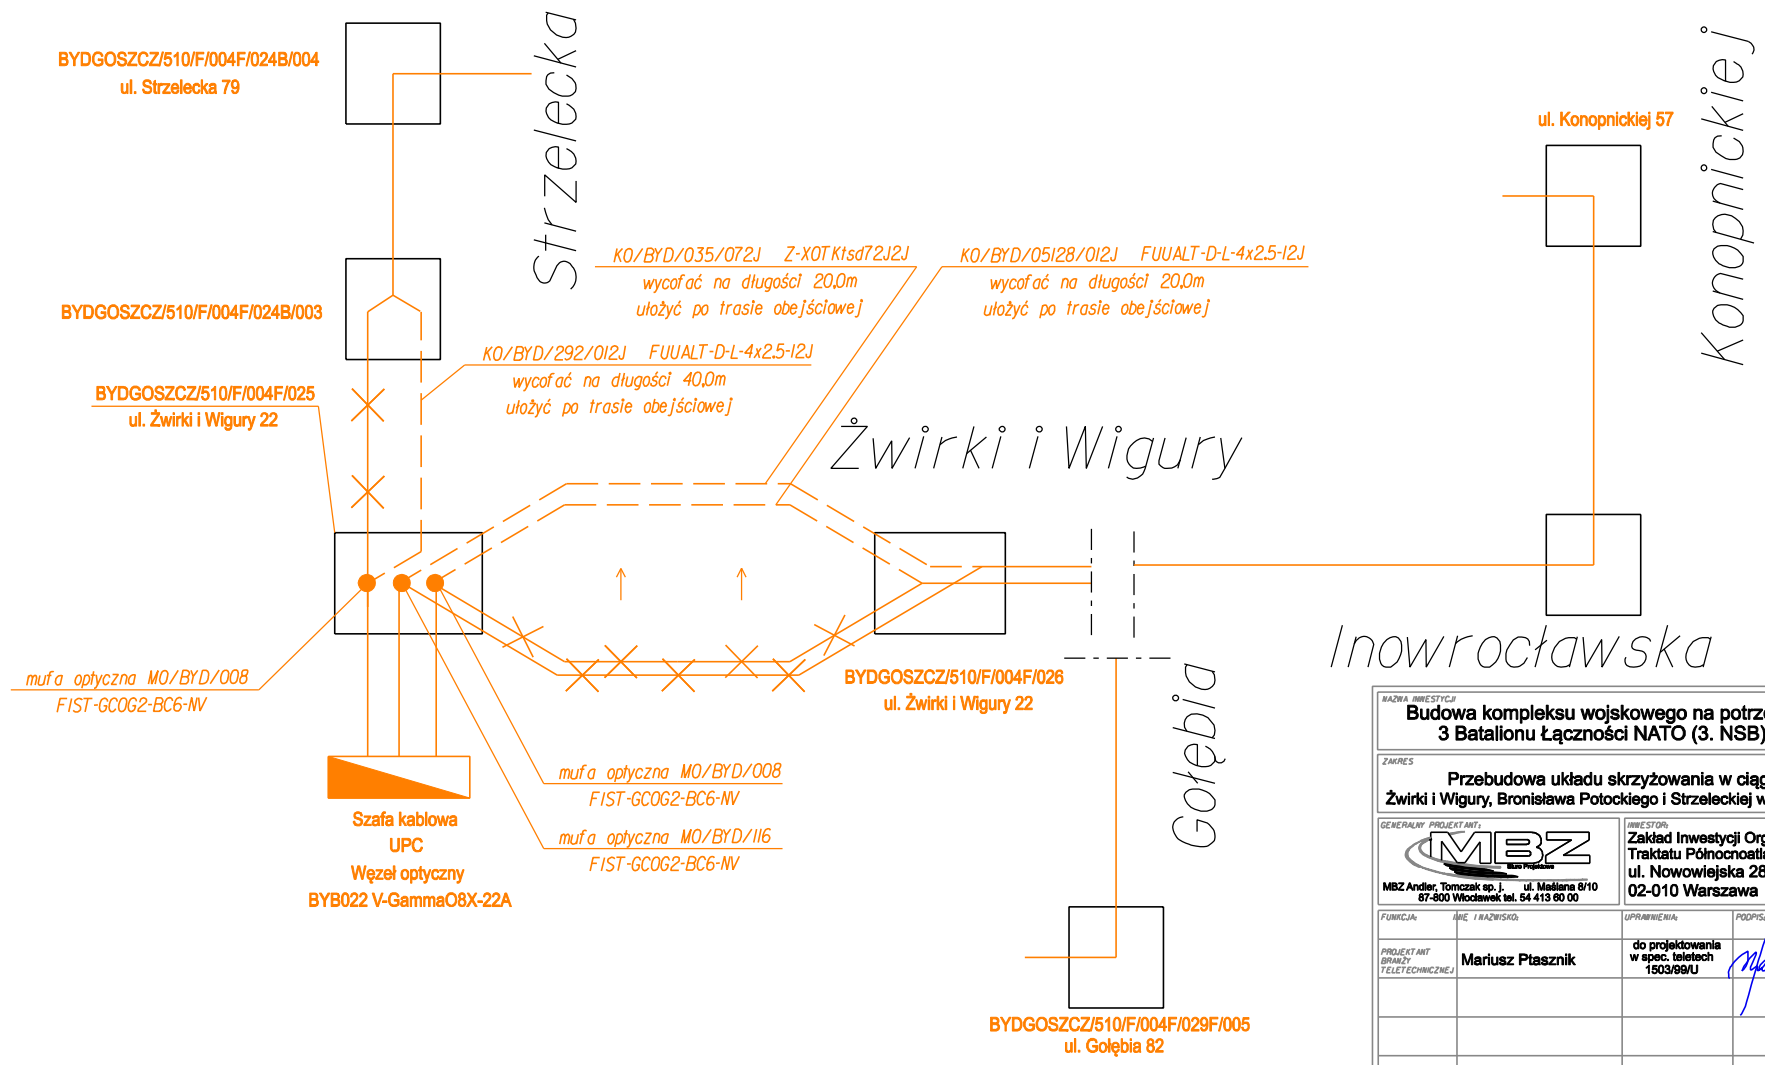 BYDGOSZCZ/510/F/004F/024B/004
ul. Strzelecka 79
Strzelecka
ul. Konopnickiej 57
Konopnickiej
BYDGOSZCZ/510/F/004F/024B/003
KO/BYD/035/072J Z-XOTKtsd72J2J
wycofać na długości 20,0m
ułożyć po trasie obejściowej
KO/BYD/05128/012J FUUALT-D-L-4x2.5-12J
wycofać na długości 20,0m
ułożyć po trasie obejściowej
KO/BYD/292/012J FUUALT-D-L-4x2.5-12J
wycofać na długości 40,0m
ułożyć po trasie obejściowej
BYDGOSZCZ/510/F/004F/025
ul. Żwirki i Wigury 22
Żwirki i Wigury
Inowrocławska
mufa optyczna MO/BYD/008
FIST-GCOG2-BC6-NV
BYDGOSZCZ/510/F/004F/026
ul. Żwirki i Wigury 22
Gołębia
mufa optyczna MO/BYD/008
FIST-GCOG2-BC6-NV
mufa optyczna MO/BYD/116
FIST-GCOG2-BC6-NV
Szafa kablowa
UPC
Węzeł optyczny
BYB022 V-GammaO8X-22A
BYDGOSZCZ/510/F/004F/029F/005
ul. Gołębia 82
NAZWA INWESTYCJI
Budowa kompleksu wojskowego na potrze
3 Batalionu Łączności NATO (3. NSB)
ZAKRES
Przebudowa układu skrzyżowania w ciąg
Żwirki i Wigury, Bronisława Potockiego i Strzeleckiej w
GENERALNY PROJEKTANT:
MBZ
Biuro Projektowe
MBZ Andler, Tomczak sp. j. ul. Maślana 8/10
87-800 Włocławek tel. 54 413 60 00
INWESTOR:
Zakład Inwestycji Org
Traktatu Północnoatla
ul. Nowowiejska 28
02-010 Warszawa
FUNKCJA: IMIĘ I NAZWISKO: UPRAWNIENIA: PODPIS:
PROJEKTANT
BRANŻY
TELETECHNICZNEJ
Mariusz Ptasznik
do projektowania
w spec. teletech
1503/99/U